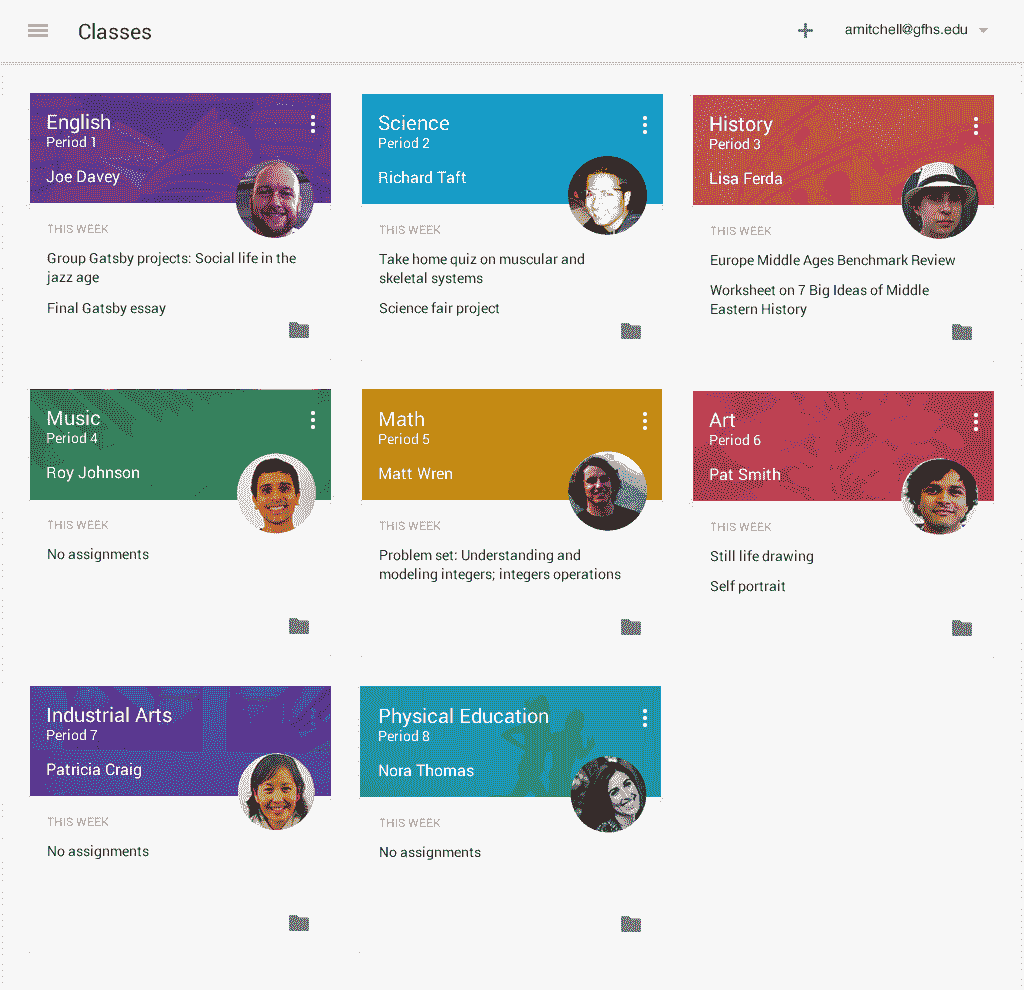 Classes
amitchell@gfhs.edu
English
Period 1
Joe Davey
THIS WEEK
Group Gatsby projects: Social life in the
jazz age
Final Gatsby essay
Science
Period 2
Richard Taft
THIS WEEK
Take home quiz on muscular and
skeletal systems
Science fair project
History
Period 3
Lisa Ferda
THIS WEEK
Europe Middle Ages Benchmark Review
Worksheet on 7 Big Ideas of Middle
Eastern History
Music
Period 4
Roy Johnson
THIS WEEK
No assignments
Math
Period 5
Matt Wren
THIS WEEK
Problem set: Understanding and
modeling integers; integers operations
Art
Period 6
Pat Smith
THIS WEEK
Still life drawing
Self portrait
Industrial Arts
Period 7
Patricia Craig
THIS WEEK
No assignments
Physical Education
Period 8
Nora Thomas
THIS WEEK
No assignments